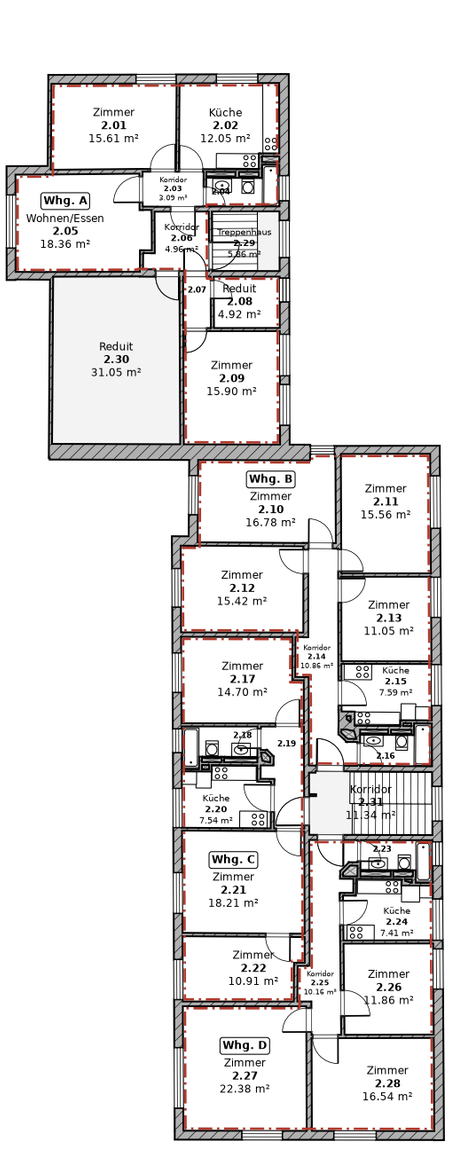 Zimmer
2.01
15.61 m²
Küche
2.02
12.05 m²
Korridor
2.03
3.09 m²
2.04
Whg. A
Wohnen/Essen
2.05
18.36 m²
Korridor
2.06
4.96 m²
Treppenhaus
2.29
5.86 m²
2.07
Reduit
2.08
4.92 m²
Reduit
2.30
31.05 m²
Zimmer
2.09
15.90 m²
Whg. B
Zimmer
2.10
16.78 m²
Zimmer
2.11
15.56 m²
Zimmer
2.12
15.42 m²
Zimmer
2.13
11.05 m²
Korridor
2.14
10.86 m²
Küche
2.15
7.59 m²
Zimmer
2.17
14.70 m²
2.18
2.19
2.16
Küche
2.20
7.54 m²
Korridor
2.31
11.34 m²
2.23
Whg. C
Zimmer
2.21
18.21 m²
Küche
2.24
7.41 m²
Zimmer
2.22
10.91 m²
Korridor
2.25
10.16 m²
Zimmer
2.26
11.86 m²
Whg. D
Zimmer
2.27
22.38 m²
Zimmer
2.28
16.54 m²